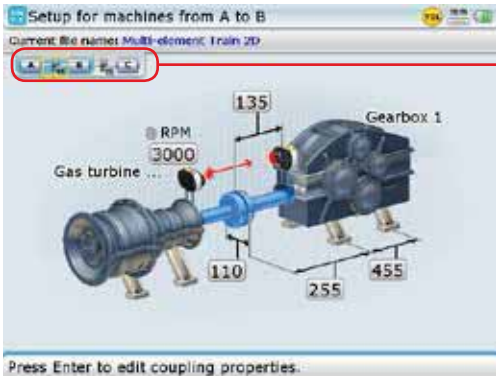 Setup for machines from A to B
TOL
Current file name: Multi-element Train 2D
A B C
135
Gearbox 1
RPM
3000
Gas turbine ...
110
255
455
Press Enter to edit coupling properties.